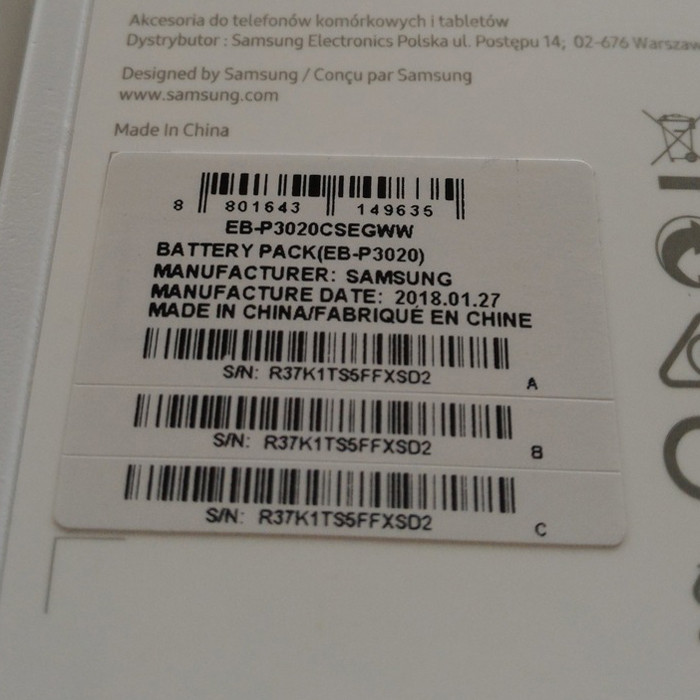 Akcesoria do telefonów komórkowych i tabletów
Dystrybutor : Samsung Electronics Polska ul. Postępu 14; 02-676 Warszaw
Designed by Samsung / Conçu par Samsung
www.samsung.com
Made In China
8 801643 149635
EB-P3020CSEGWW
BATTERY PACK(EB-P3020)
MANUFACTURER: SAMSUNG
MANUFACTURE DATE: 2018.01.27
MADE IN CHINA/FABRIQUÉ EN CHINE
S/N: R37K1TS5FFXSD2 A
S/N: R37K1TS5FFXSD2 B
S/N: R37K1TS5FFXSD2 C